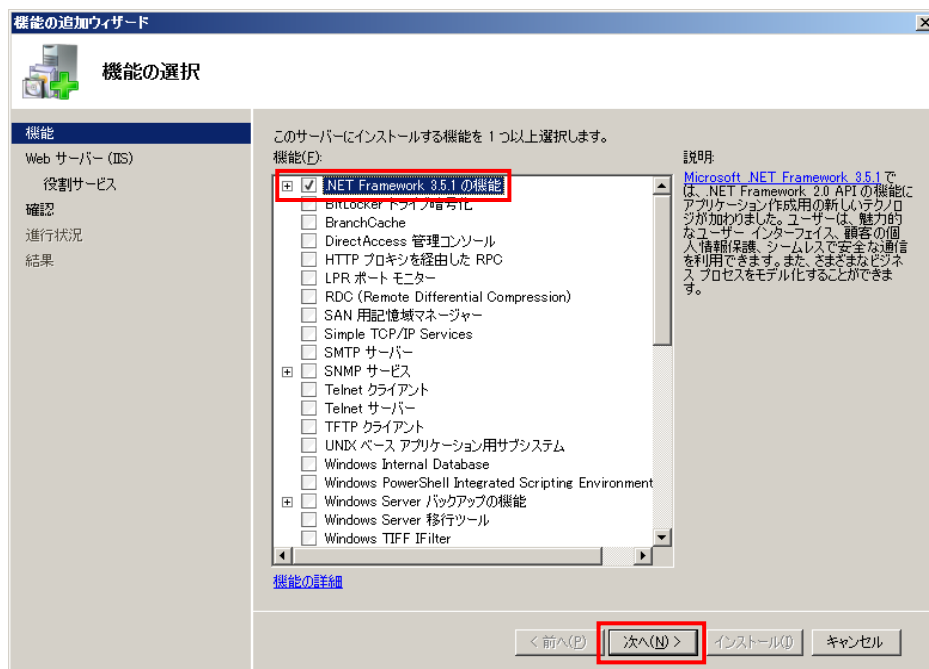 機能の追加ウィザード
機能の選択
機能
Web サーバー (IIS)
役割サービス
確認
進行状況
結果
このサーバーにインストールする機能を 1 つ以上選択します。
機能(F):
.NET Framework 3.5.1 の機能
BitLocker ドライブ暗号化
BranchCache
DirectAccess 管理コンソール
HTTP プロキシを経由した RPC
LPR ポート モニター
RDC (Remote Differential Compression)
SAN 用記憶域マネージャー
Simple TCP/IP Services
SMTP サーバー
SNMP サービス
Telnet クライアント
Telnet サーバー
TFTP クライアント
UNIX ベース アプリケーション用サブシステム
Windows Internal Database
Windows PowerShell Integrated Scripting Environment
Windows Server バックアップの機能
Windows Server 移行ツール
Windows TIFF IFilter
機能の詳細
説明:
Microsoft .NET Framework 3.5.1 で
は、.NET Framework 2.0 API の機能に
アプリケーション作成用の新しいテクノロ
ジが加わりました。ユーザーは、魅力的
なユーザー インターフェイス、顧客の個
人情報保護、シームレスで安全な通信
を利用できます。また、さまざまなビジネ
ス プロセスをモデル化することができま
す。
< 前へ(P)
次へ(N) >
インストール(I)
キャンセル